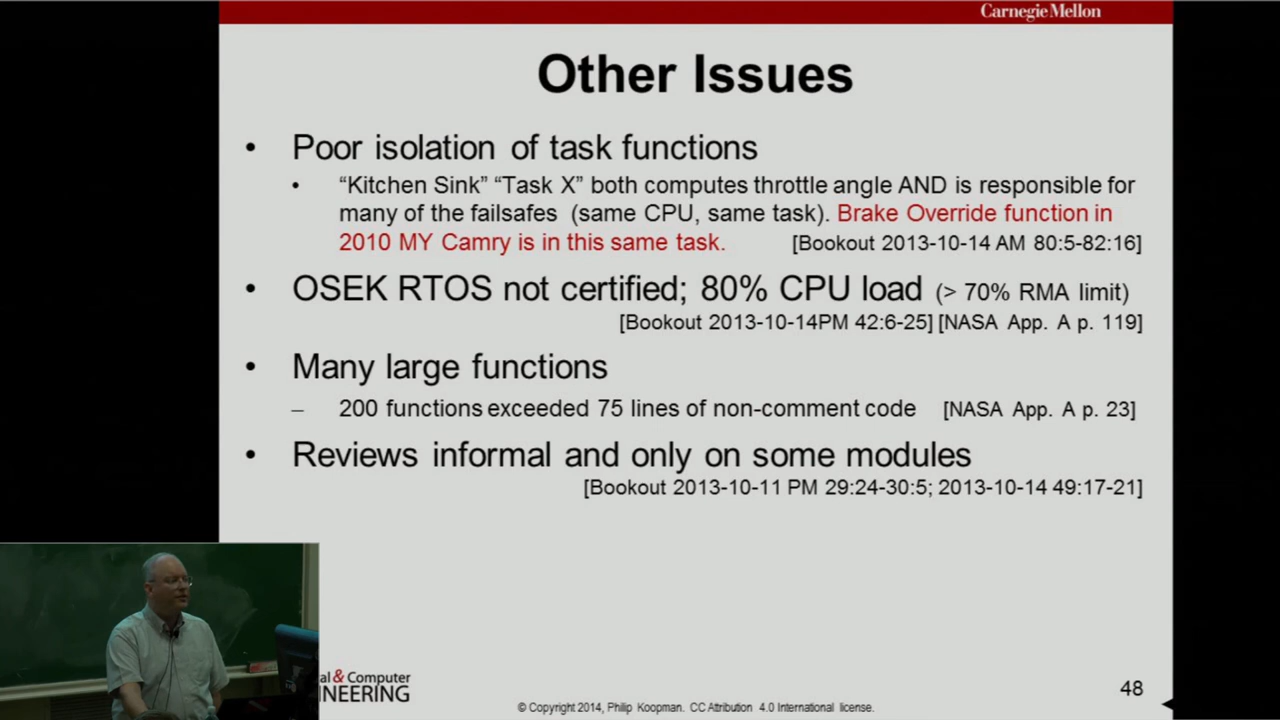 Carnegie Mellon
Other Issues
• Poor isolation of task functions
• “Kitchen Sink” “Task X” both computes throttle angle AND is responsible for
many of the failsafes (same CPU, same task). Brake Override function in
2010 MY Camry is in this same task. [Bookout 2013-10-14 AM 80:5-82:16]
• OSEK RTOS not certified; 80% CPU load (> 70% RMA limit)
[Bookout 2013-10-14PM 42:6-25] [NASA App. A p. 119]
• Many large functions
– 200 functions exceeded 75 lines of non-comment code [NASA App. A p. 23]
• Reviews informal and only on some modules
[Bookout 2013-10-11 PM 29:24-30:5; 2013-10-14 49:17-21]
al & Computer
NEERING
© Copyright 2014, Philip Koopman. CC Attribution 4.0 International license.
48